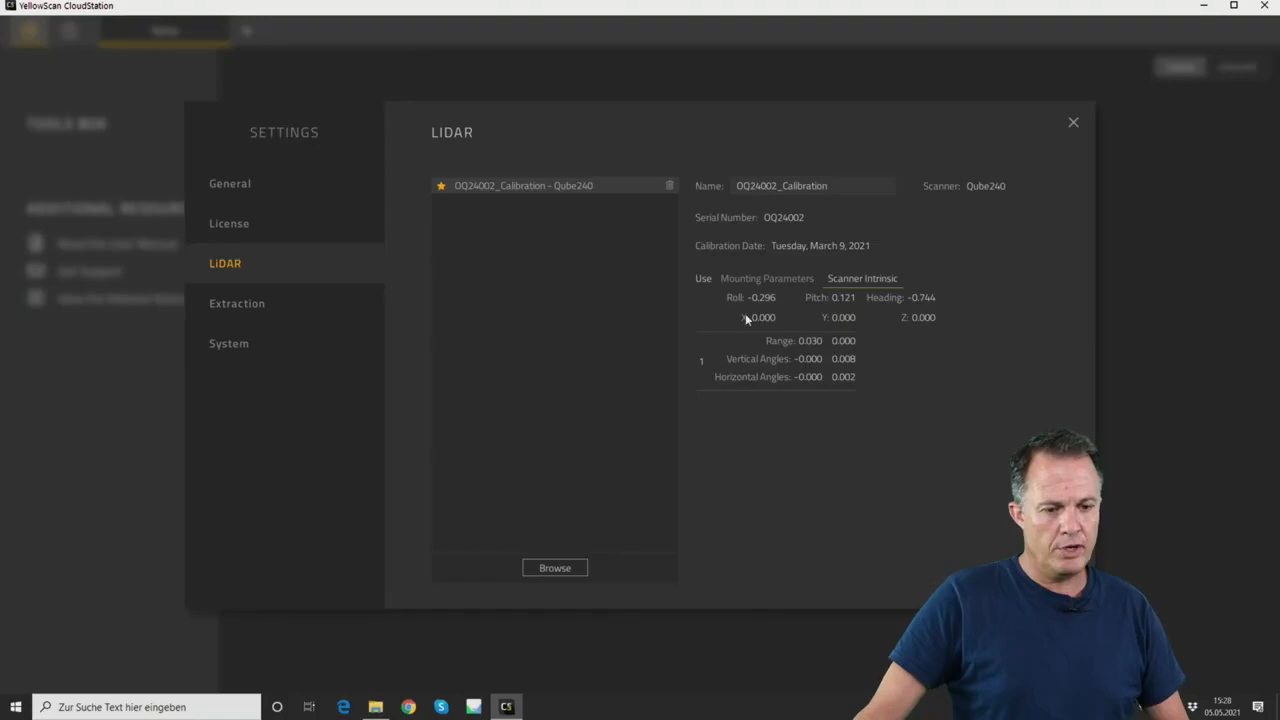 YellowScan CloudStation
SETTINGS
General
License
LiDAR
Extraction
System
LIDAR
OQ24002_Calibration - Qube240
Browse
Name: OQ24002_Calibration Scanner: Qube240
Serial Number: OQ24002
Calibration Date: Tuesday, March 9, 2021
Use Mounting Parameters Scanner Intrinsic
Roll: -0.296 Pitch: 0.121 Heading: -0.744
0.000 Y: 0.000 Z: 0.000
Range: 0.030 0.000
1 Vertical Angles: -0.000 0.008
Horizontal Angles: -0.000 0.002
TOOLS BOX
Zur Suche Text hier eingeben
15:28
05.05.2021